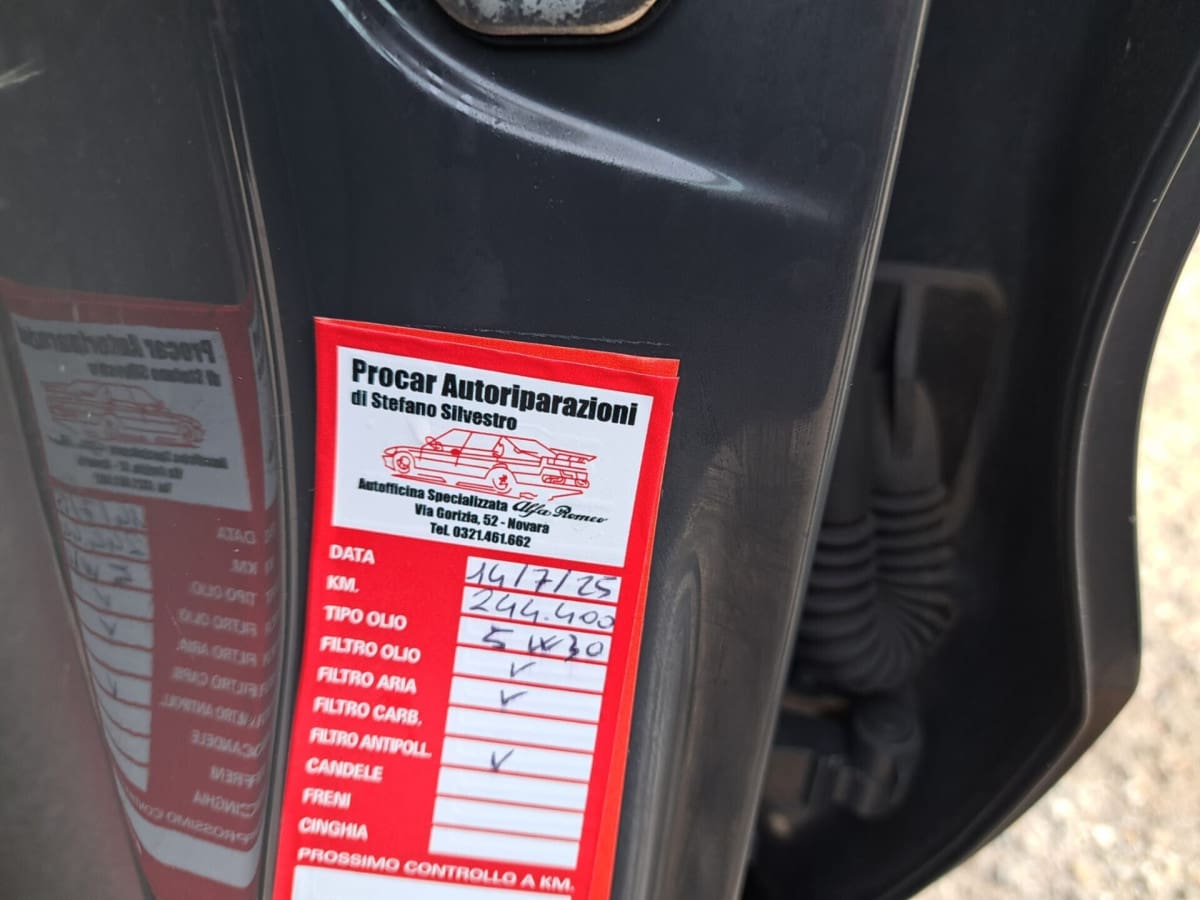 Procar Autoriparazioni
di Stefano Silvestro
Autofficina Specializzata Alfa Romeo
Via Gorizia, 52 - Novara
Tel. 0321.461.662
DATA 14/7/25
KM. 244.400
TIPO OLIO 5W30
FILTRO OLIO ✓
FILTRO ARIA ✓
FILTRO CARB.
FILTRO ANTIPOLL. ✓
CANDELE
FRENI
CINGHIA
PROSSIMO CONTROLLO A KM.